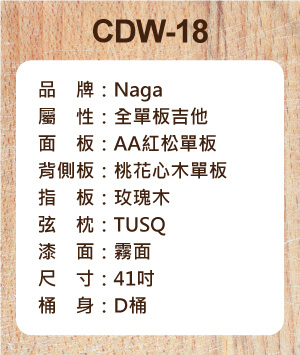 CDW-18
品　牌：Naga
屬　性：全單板吉他
面　板：AA紅松單板
背側板：桃花心木單板
指　板：玫瑰木
弦　枕：TUSQ
漆　面：霧面
尺　寸：41吋
桶　身：D桶